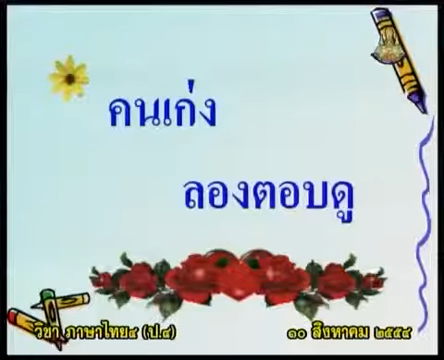 คนเก่ง
ลองตอบดู
วิชา ภาษาไทย๔ (ป.๔)
๑๐ สิงหาคม ๒๕๕๔